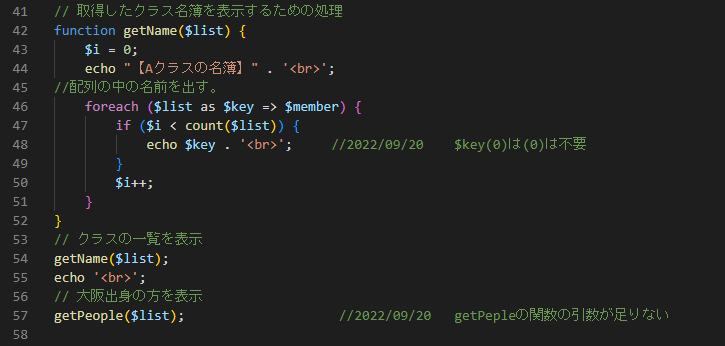 41 // 取得したクラス名簿を表示するための処理
42 function getName($list) {
43 $i = 0;
44 echo "【Aクラスの名簿】" . '<br>';
45 //配列の中の名前を出す。
46 foreach ($list as $key => $member) {
47 if ($i < count($list)) {
48 echo $key . '<br>'; //2022/09/20 $key(0)は(0)は不要
49 }
50 $i++;
51 }
52 }
53 // クラスの一覧を表示
54 getName($list);
55 echo '<br>';
56 // 大阪出身の方を表示
57 getPeople($list); //2022/09/20 getPepleの関数の引数が足りない
58